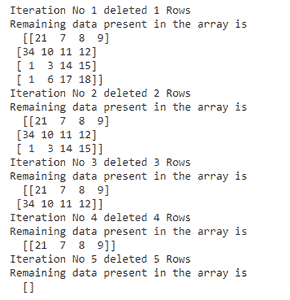 Iteration No 1 deleted 1 Rows
Remaining data present in the array is
  [[21  7  8  9]
 [34 10 11 12]
 [ 1  3 14 15]
 [ 1  6 17 18]]
Iteration No 2 deleted 2 Rows
Remaining data present in the array is
  [[21  7  8  9]
 [34 10 11 12]
 [ 1  3 14 15]]
Iteration No 3 deleted 3 Rows
Remaining data present in the array is
  [[21  7  8  9]
 [34 10 11 12]]
Iteration No 4 deleted 4 Rows
Remaining data present in the array is
  [[21  7  8  9]]
Iteration No 5 deleted 5 Rows
Remaining data present in the array is
  []